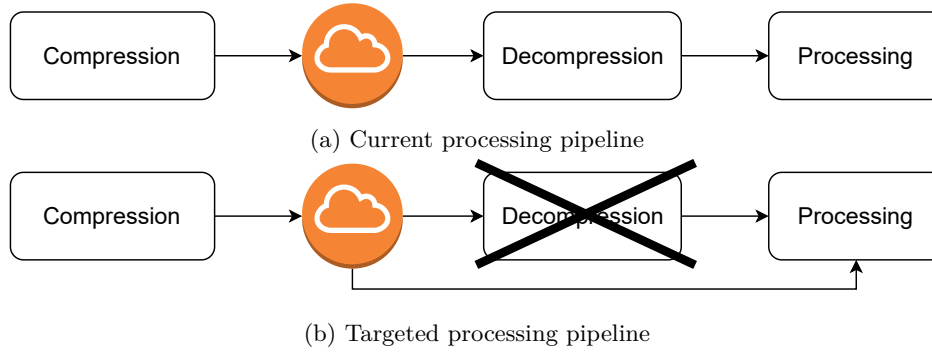 Compression
Decompression
Processing
(a) Current processing pipeline
Compression
Decompression
Processing
(b) Targeted processing pipeline